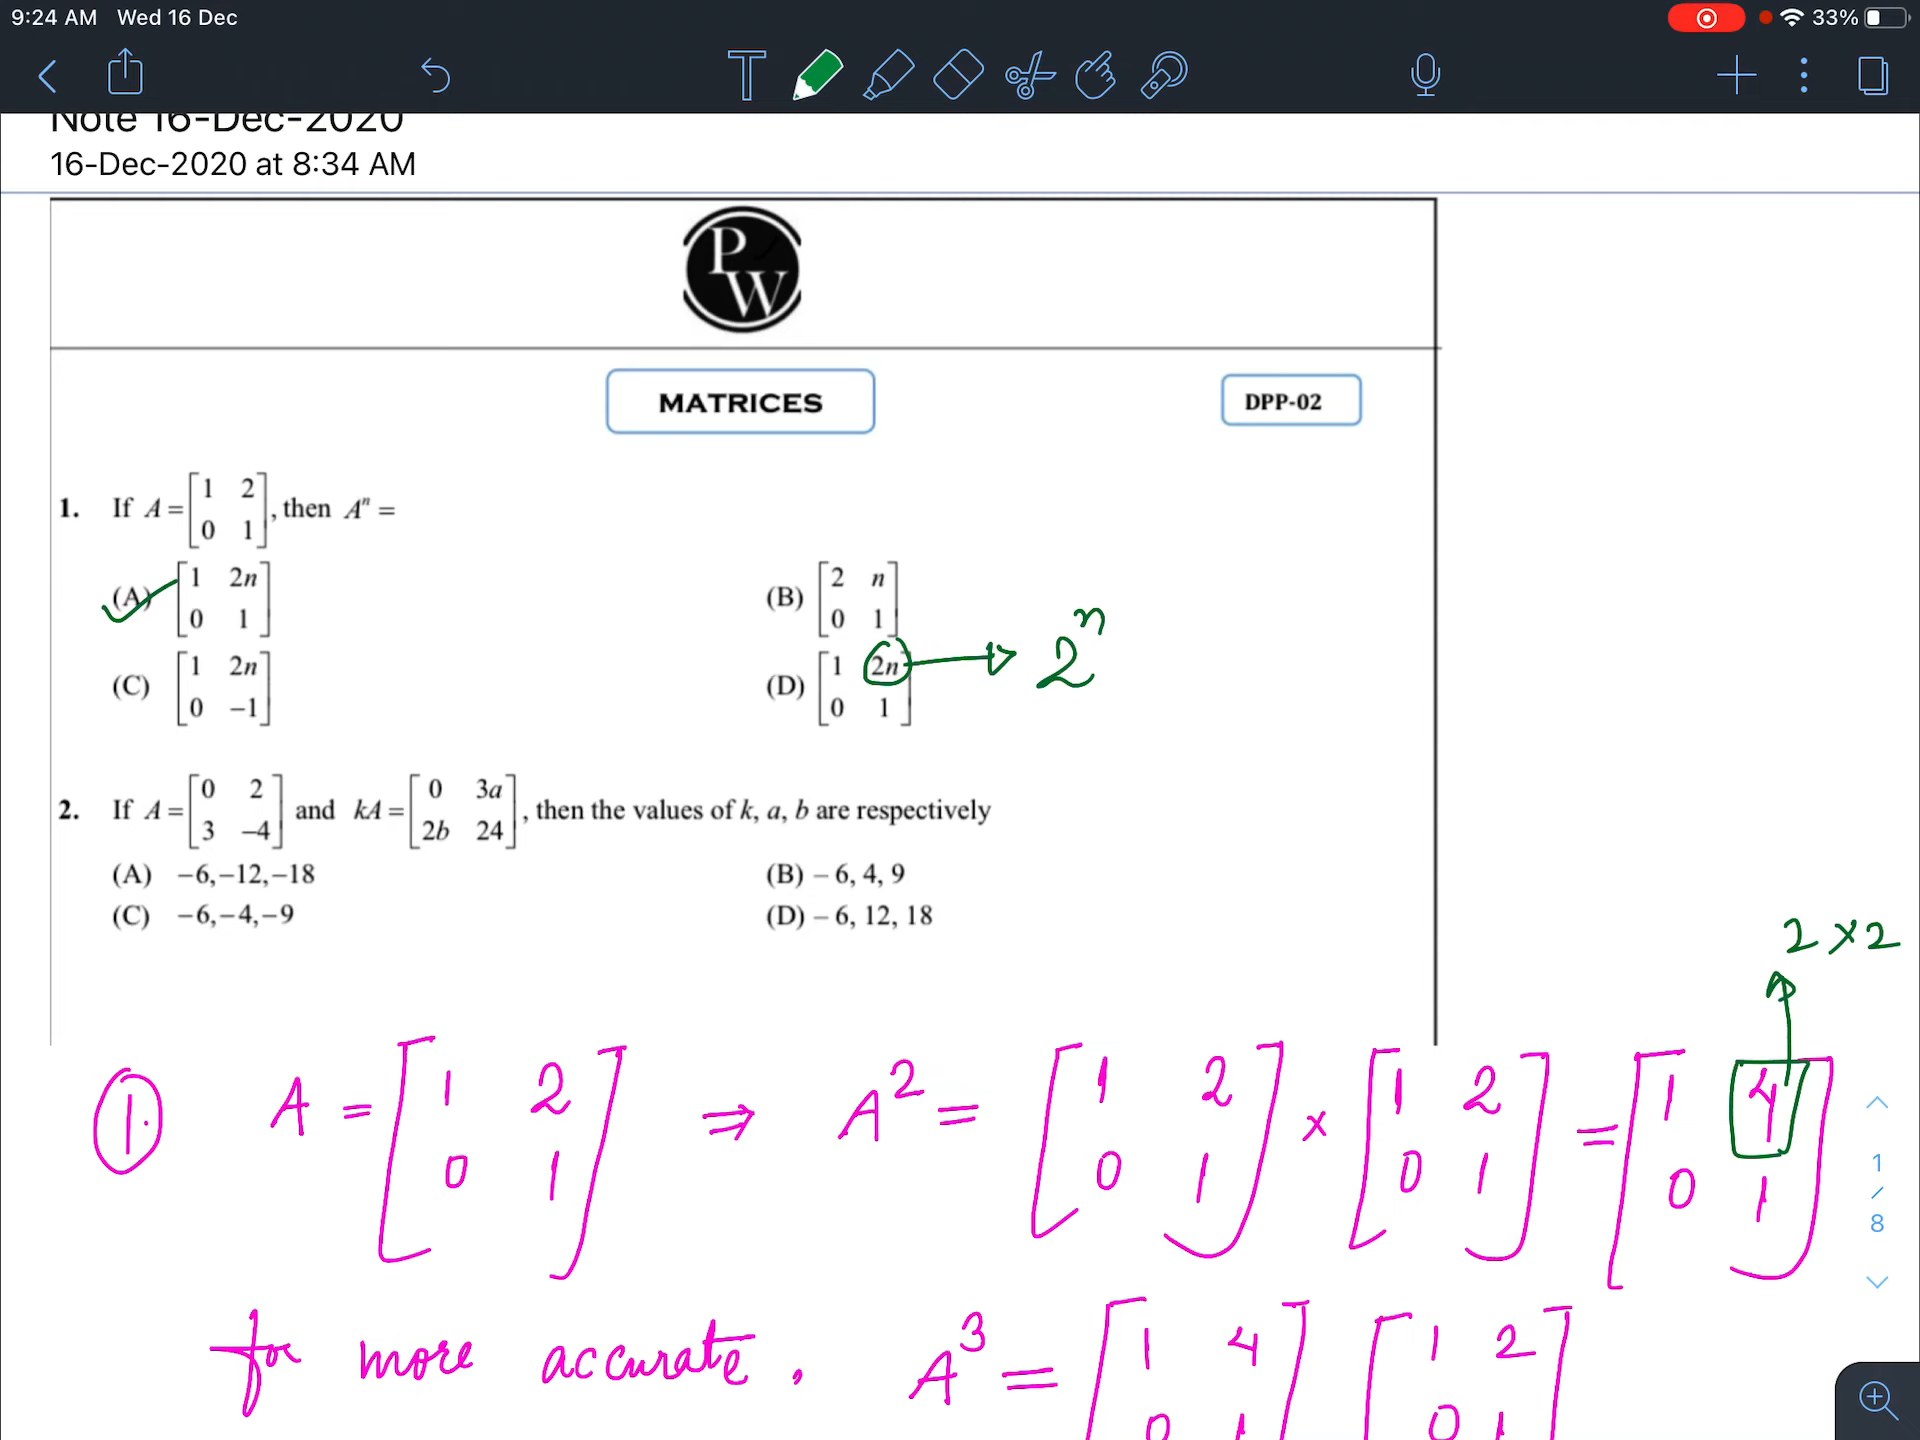 9:24 AM Wed 16 Dec
33%
T
Note 16-Dec-2020
16-Dec-2020 at 8:34 AM
PW
MATRICES
DPP-02
1. If A = [1 2
0 1], then Aⁿ =
(A) [1 2n
0 1]
(B) [2 n
0 1]
(C) [1 2n
0 −1]
(D) [1 2n
0 1] → 2ⁿ
2. If A = [0 2
3 −4] and kA = [0 3a
2b 24], then the values of k, a, b are respectively
(A) −6,−12,−18
(B) – 6, 4, 9
(C) −6,−4,−9
(D) – 6, 12, 18
2×2
1. A = [1 2
0 1] ⇒ A² = [1 2
0 1] × [1 2
0 1] = [1 4
0 1]
1
/
8
for more accurate, A³ = [1 4
0 1] [1 2
0 1]